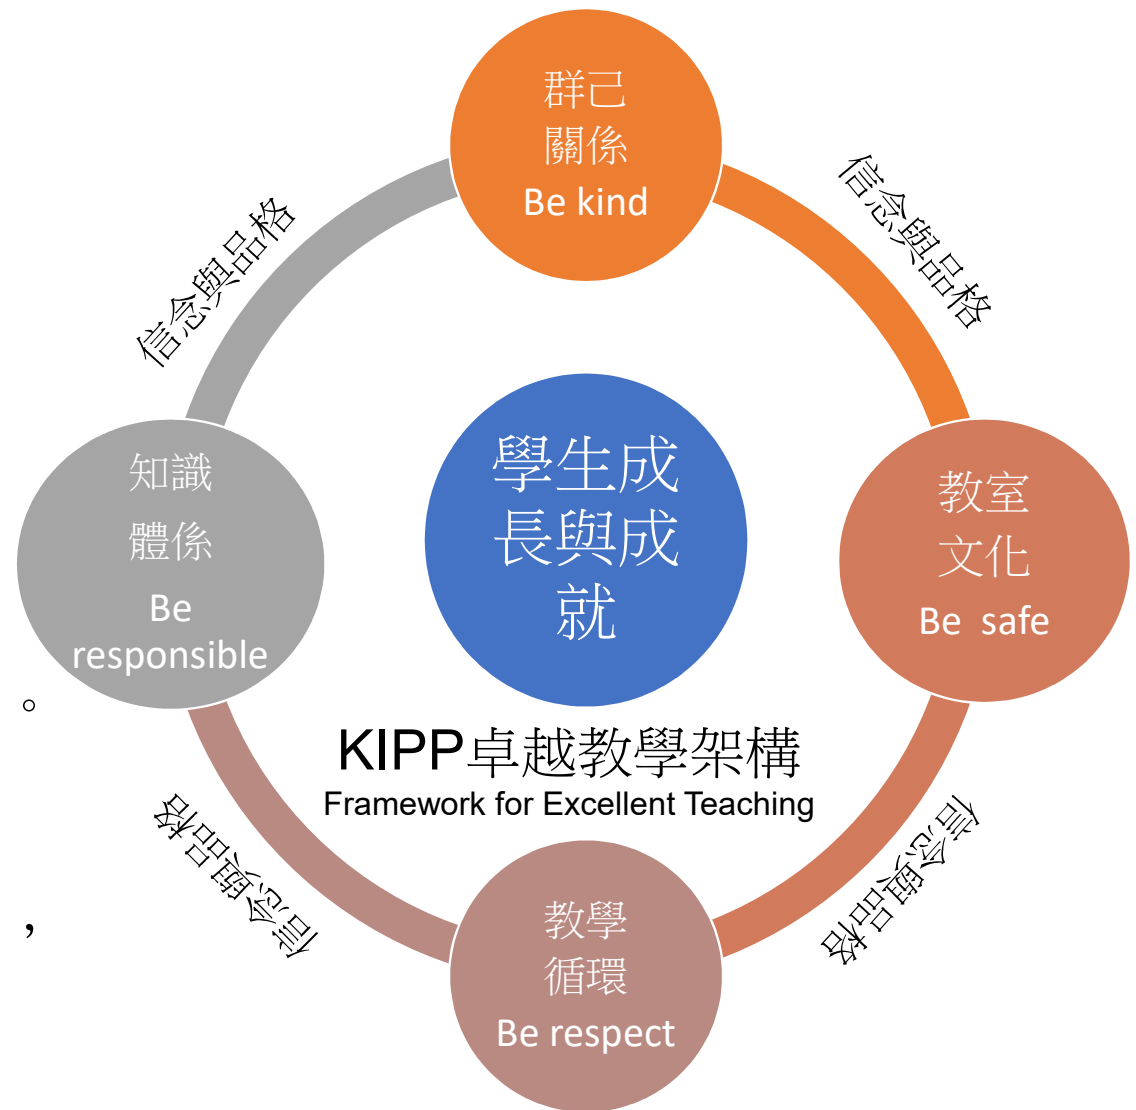 群己
關係
Be kind
信念與品格
信念與品格
學生成
長與成
就
知識
體係
Be
responsible
教室
文化
Be  safe
。
KIPP卓越教學架構
Framework for Excellent Teaching
信念與品格
信念與品格
，
教學
循環
Be respect